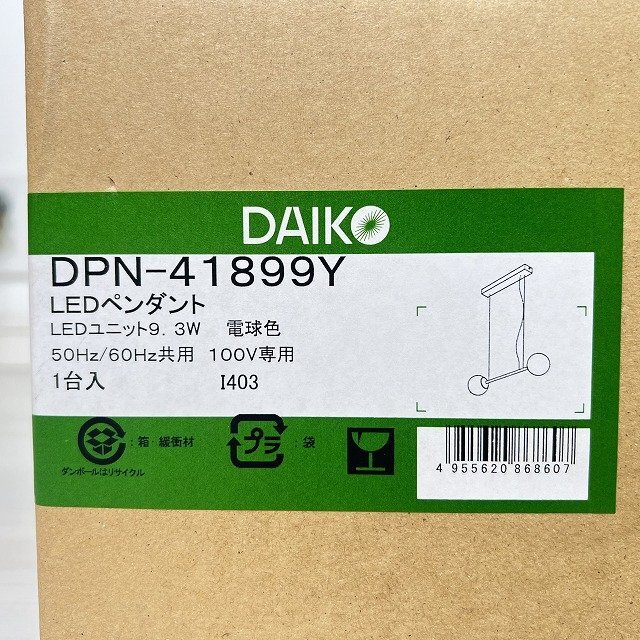 DAIKO
DPN-41899Y
LEDペンダント
LEDユニット9.3W 電球色
50Hz/60Hz共用 100V専用
1台入 I403
:箱・緩衝材
プラ :袋
ダンボールはリサイクル
4 955620 868607